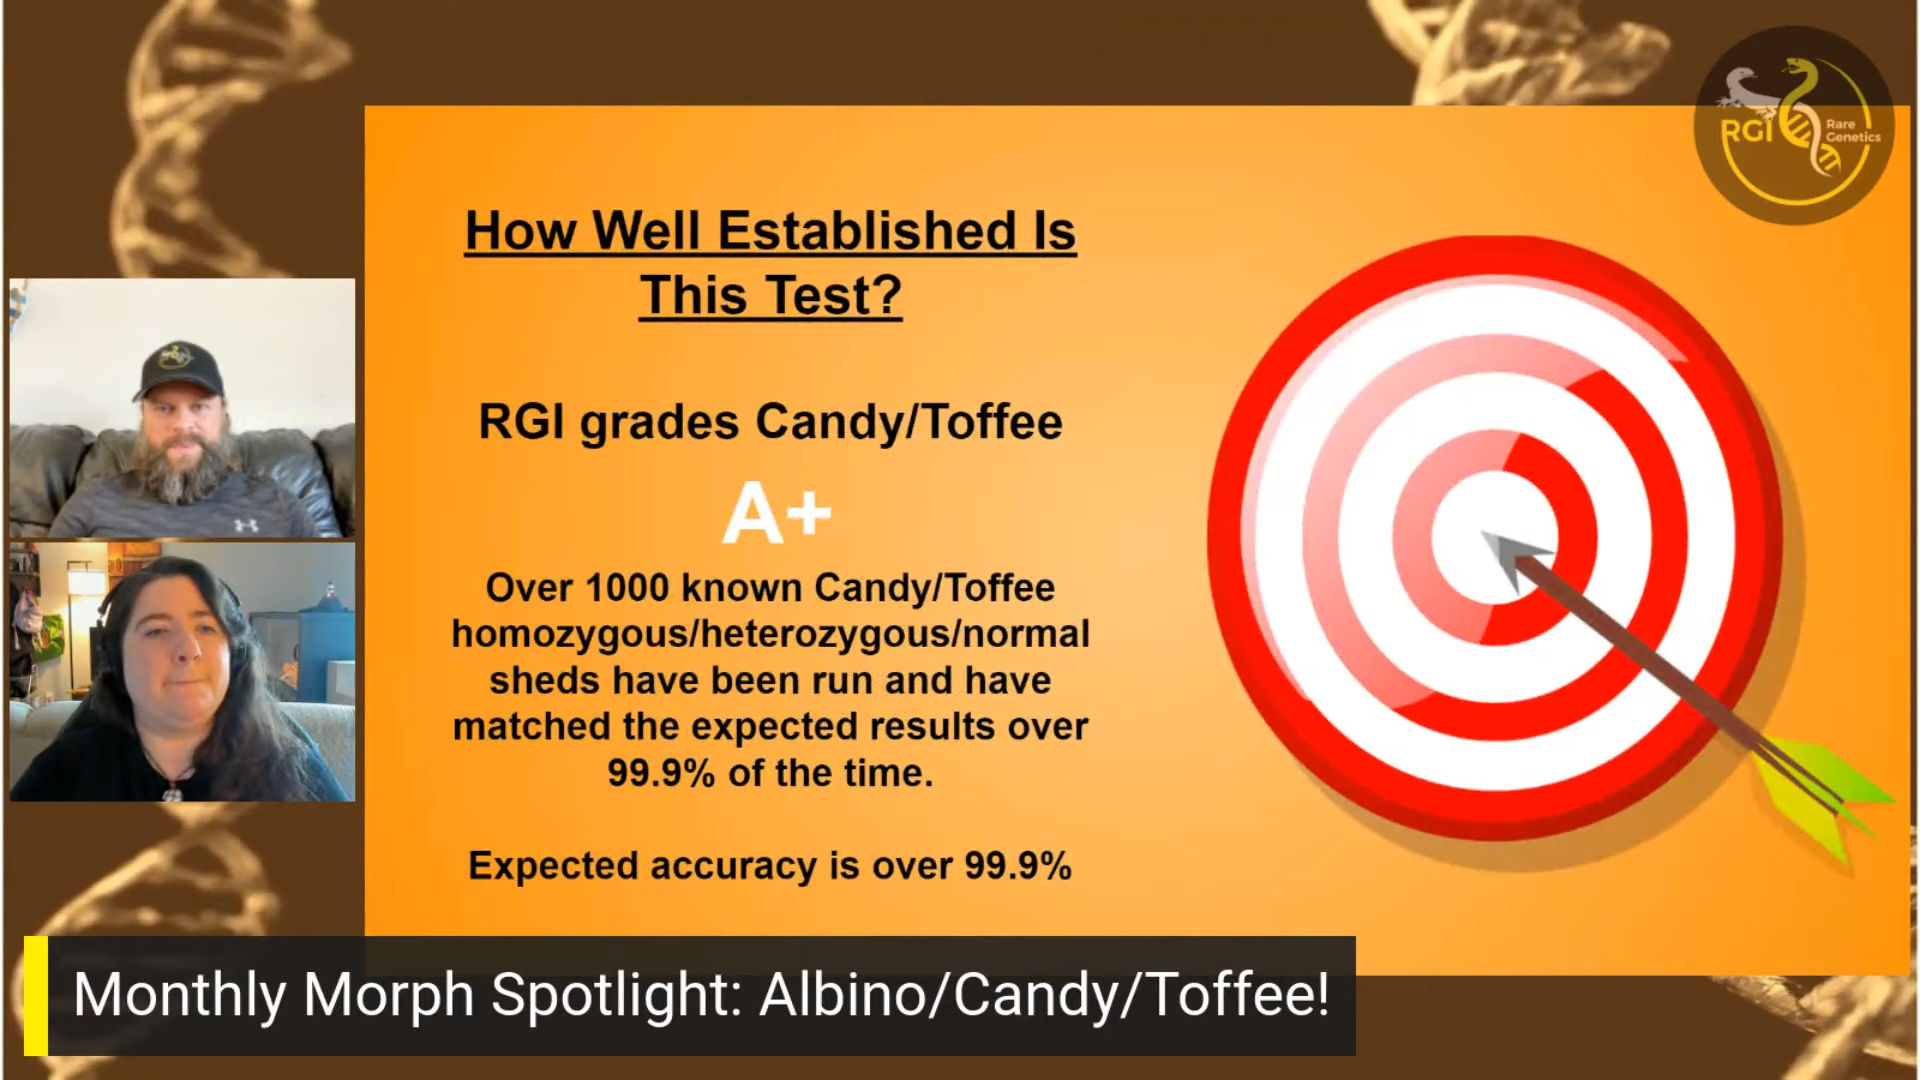 RGI
Rare
Genetics
How Well Established Is
This Test?
RGI grades Candy/Toffee
A+
Over 1000 known Candy/Toffee
homozygous/heterozygous/normal
sheds have been run and have
matched the expected results over
99.9% of the time.
Expected accuracy is over 99.9%
Monthly Morph Spotlight: Albino/Candy/Toffee!